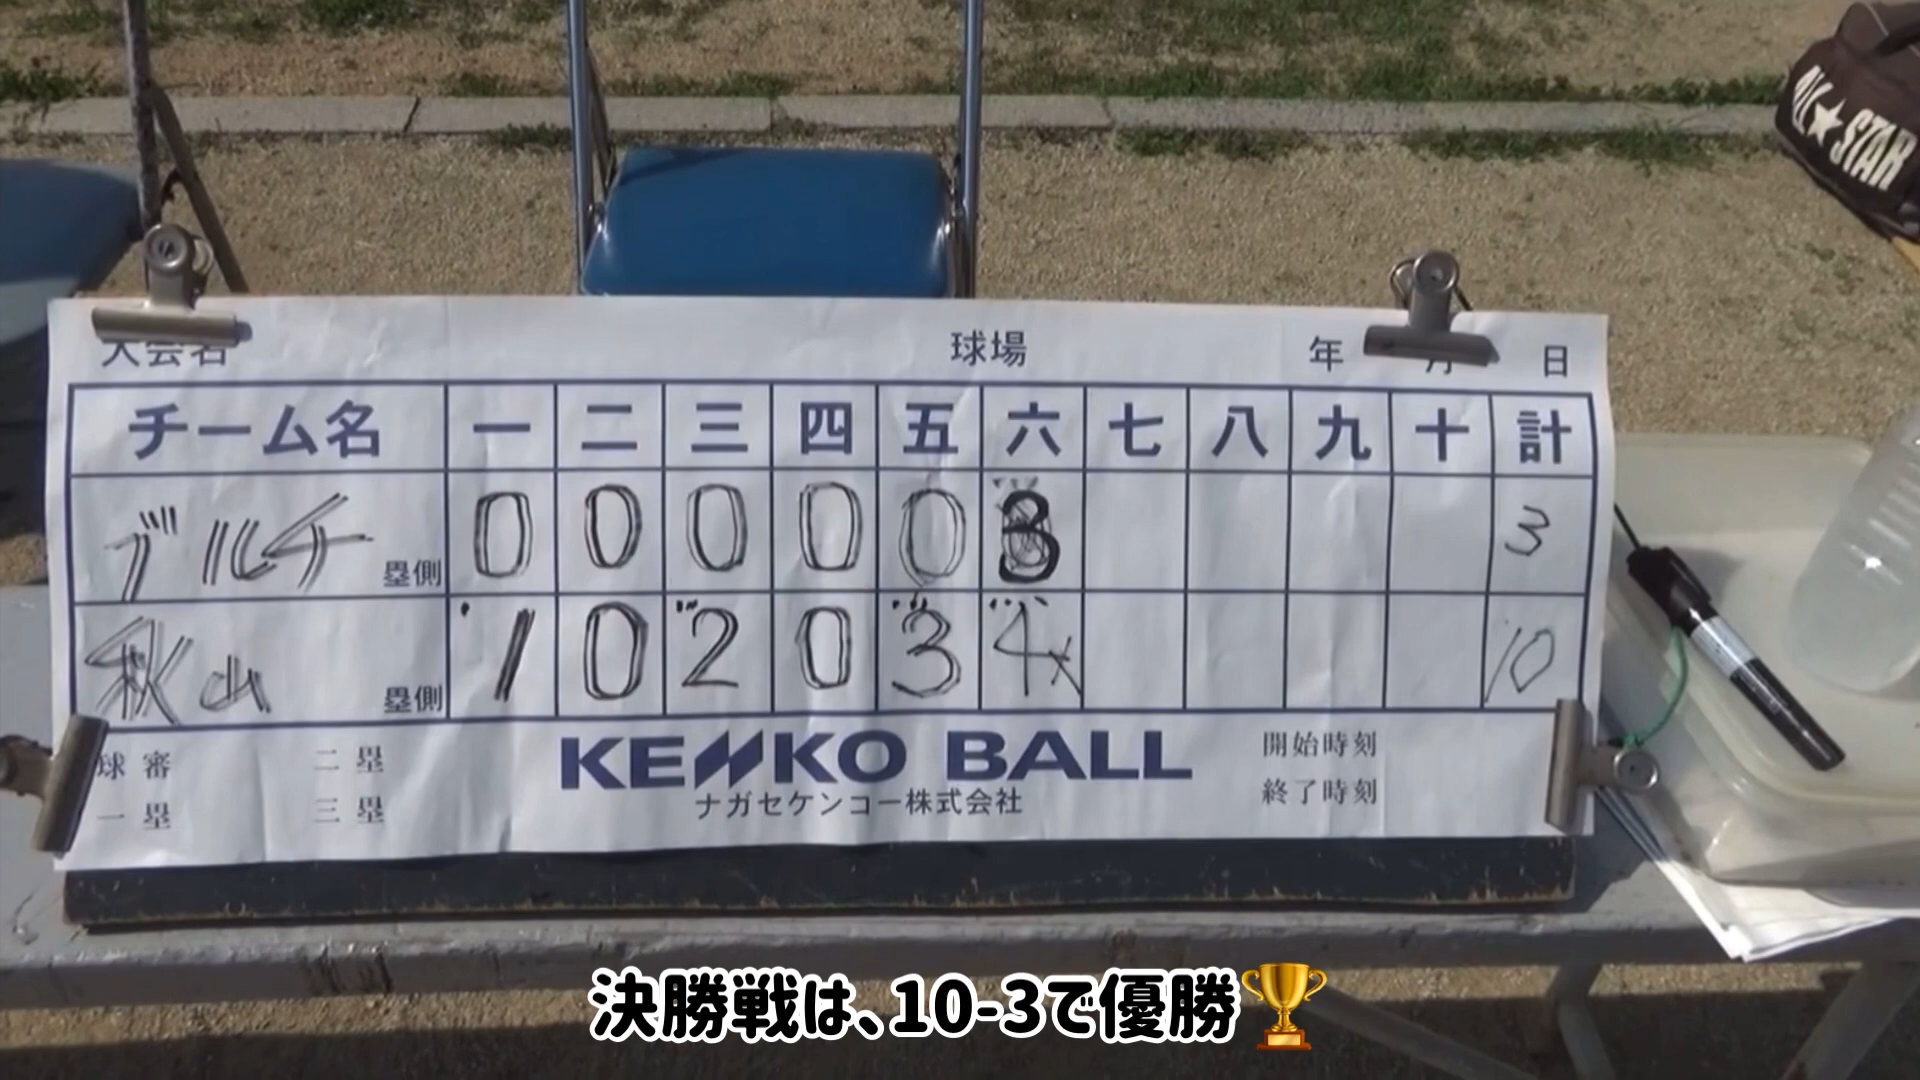 ALL★STAR
大会名 球場 年 月 日
チーム名 一 二 三 四 五 六 七 八 九 十 計
ブルチ 塁側 0 0 0 0 0 3 3
秋山 塁側 1 0 2 0 3 4x 10
球審 二塁 KENKO BALL 開始時刻
一塁 三塁 ナガセケンコー株式会社 終了時刻
決勝戦は、10-3で優勝🏆